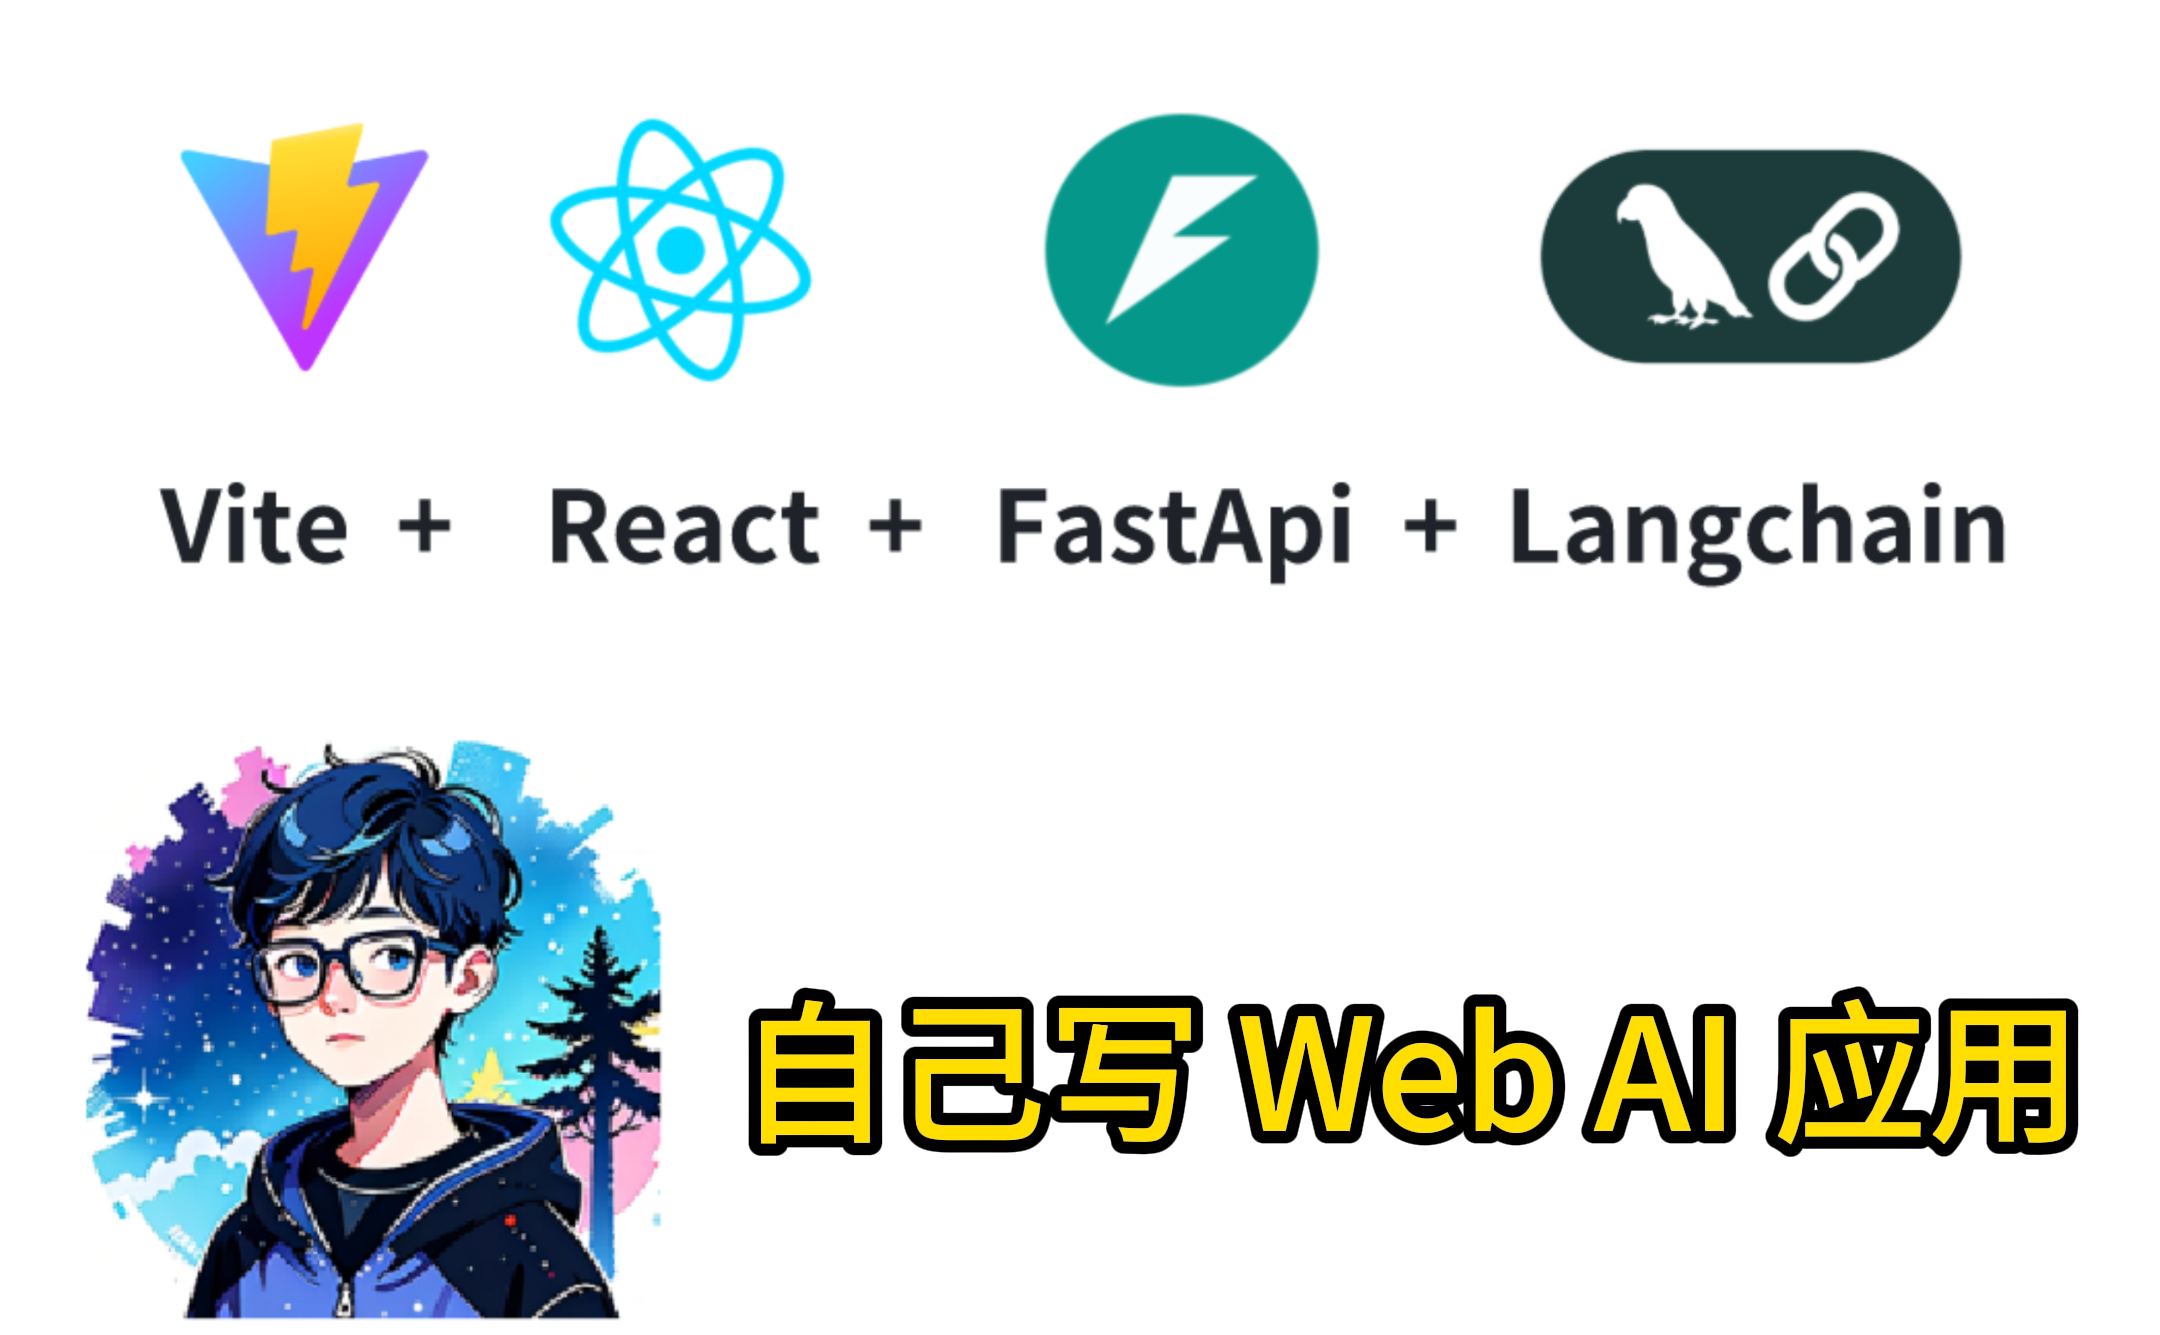 Vite + React + FastApi + Langchain
自己写 Web AI 应用